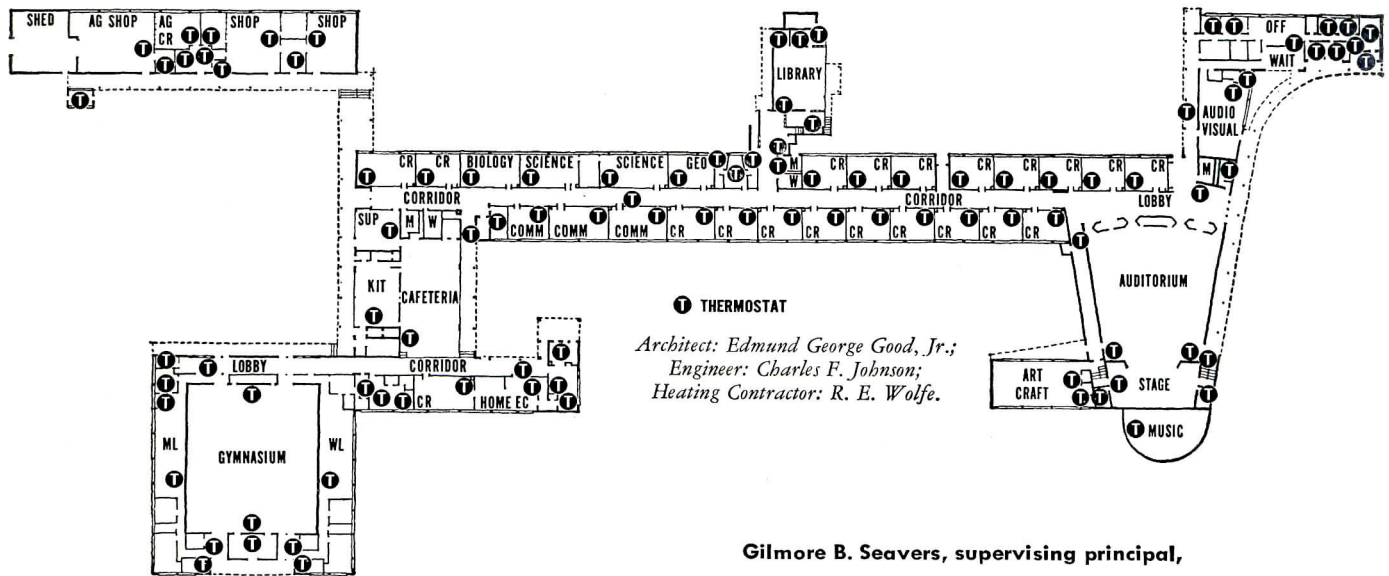 SHED AG SHOP AG CR SHOP SHOP
OFF
WAIT
LIBRARY
AUDIO VISUAL
CR CR BIOLOGY SCIENCE SCIENCE GEO M W CR CR CR CR CR CR CR CR M
CORRIDOR CORRIDOR LOBBY
SUP M W COMM COMM COMM CR CR CR CR CR CR CR CR
KIT CAFETERIA
AUDITORIUM
T THERMOSTAT
Architect: Edmund George Good, Jr.;
Engineer: Charles F. Johnson;
Heating Contractor: R. E. Wolfe.
LOBBY CORRIDOR
CR HOME EC
ART CRAFT STAGE
MUSIC
ML GYMNASIUM WL
Gilmore B. Seavers, supervising principal,